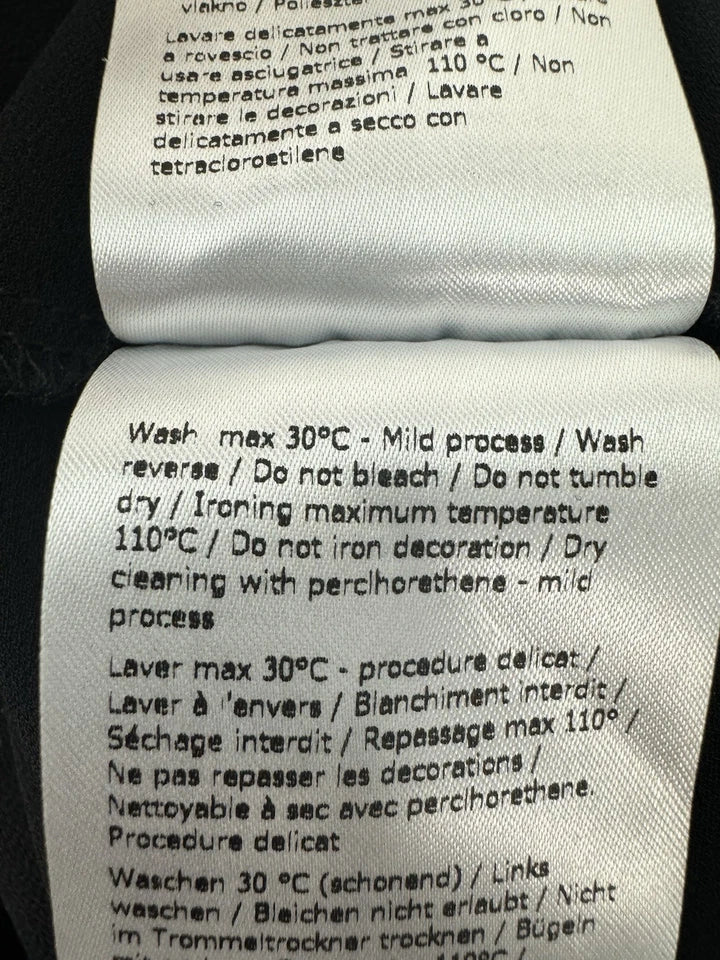 vlakno / Poliészter
Lavare delicatamente max 30
a rovescio / Non trattare con cloro / Non
usare asciugatrice / Stirare a
temperatura massima 110 °C / Non
stirare le decorazioni / Lavare
delicatamente a secco con
tetracloroetilene
Wash max 30°C - Mild process / Wash
reverse / Do not bleach / Do not tumble
dry / Ironing maximum temperature
110°C / Do not iron decoration / Dry
cleaning with perclhorethene - mild
process
Laver max 30°C - procedure delicat /
Laver à l'envers / Blanchiment interdit /
Séchage interdit / Repassage max 110° /
Ne pas repasser les decorations /
Nettoyable à sec avec perclhorethene.
Procedure delicat
Waschen 30 °C (schonend) / Links
waschen / Bleichen nicht erlaubt / Nicht
im Trommeltrockner trocknen / Bügeln
110°C /